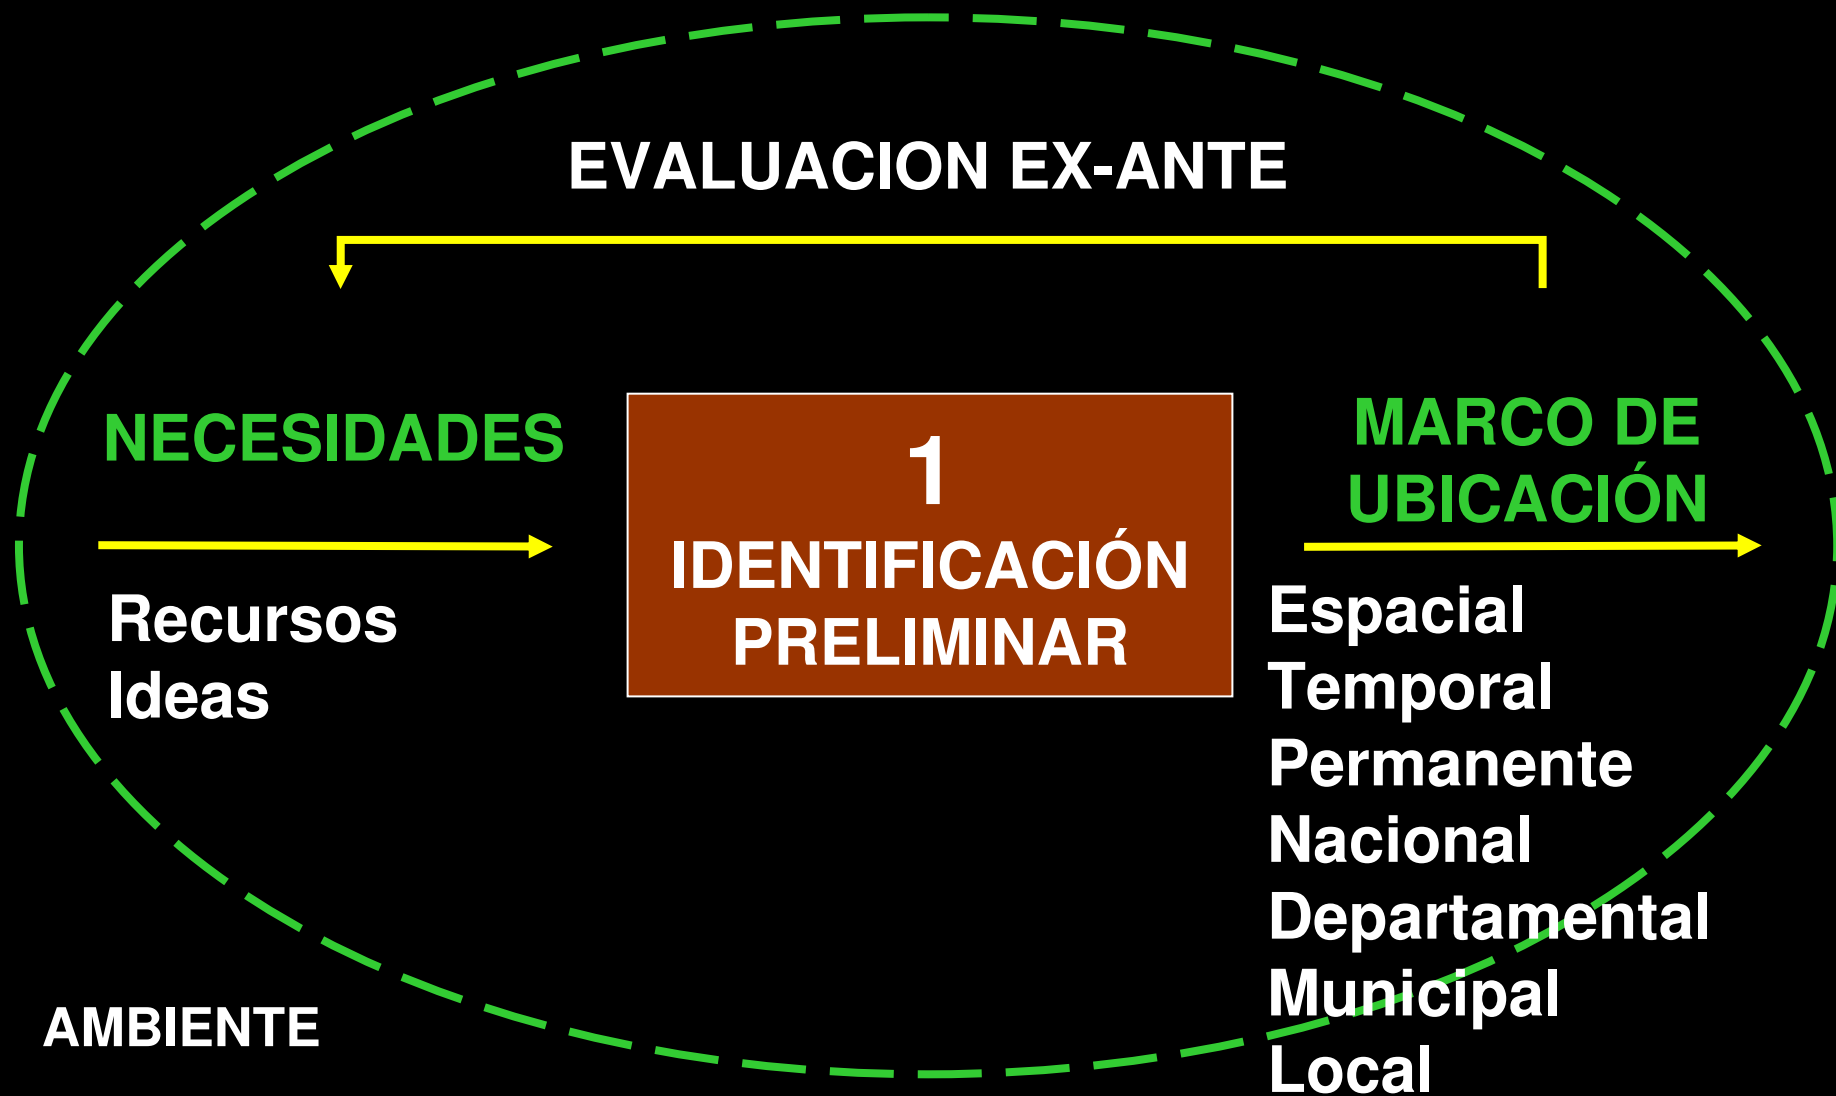 EVALUACION EX-ANTE
NECESIDADES
Recursos
Ideas
1
IDENTIFICACIÓN
PRELIMINAR
MARCO DE
UBICACIÓN
Espacial
Temporal
Permanente
Nacional
Departamental
Municipal
Local
AMBIENTE